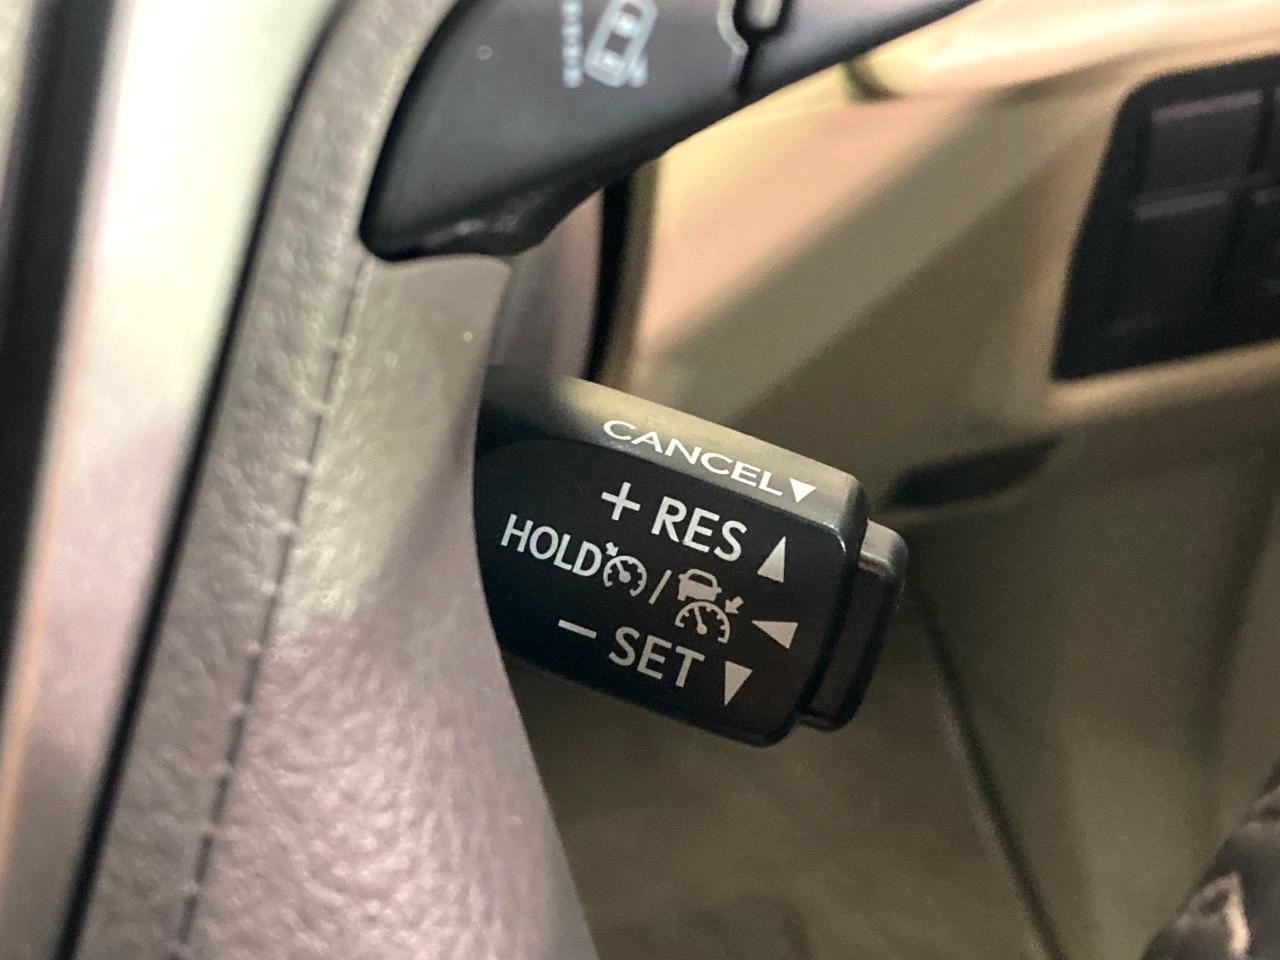 CANCEL▼
+ RES ▲
HOLD / ◀
− SET ▼